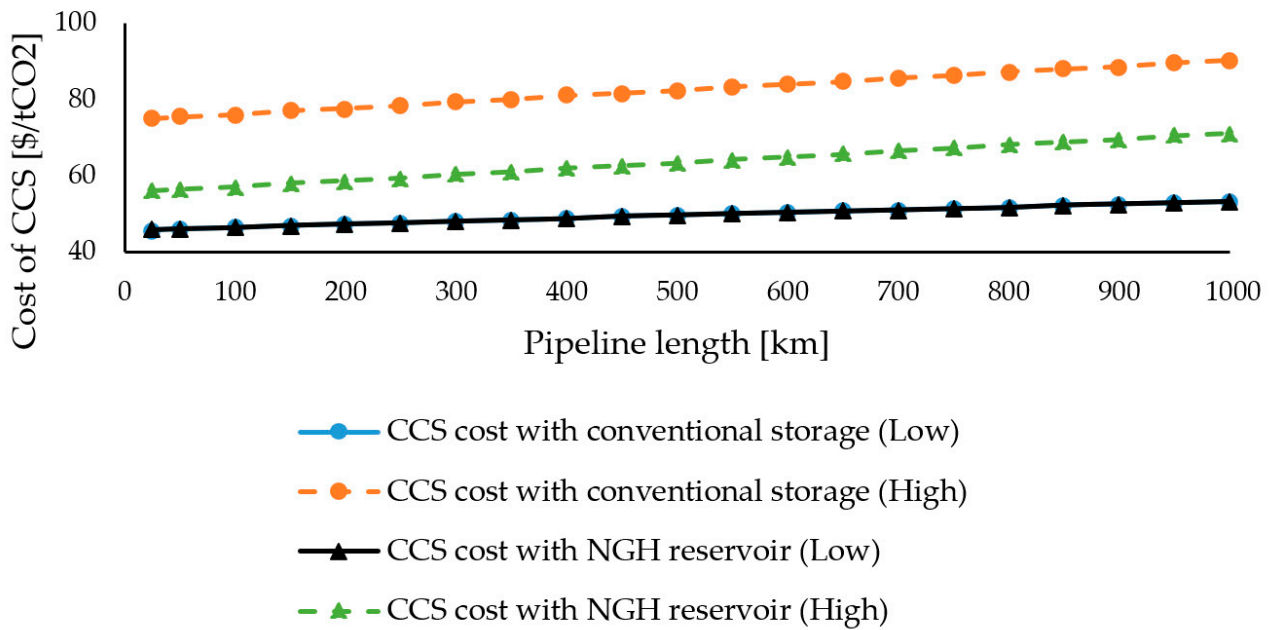 Cost of CCS [$/tCO2]
100
80
60
40
0 100 200 300 400 500 600 700 800 900 1000
Pipeline length [km]
CCS cost with conventional storage (Low)
CCS cost with conventional storage (High)
CCS cost with NGH reservoir (Low)
CCS cost with NGH reservoir (High)